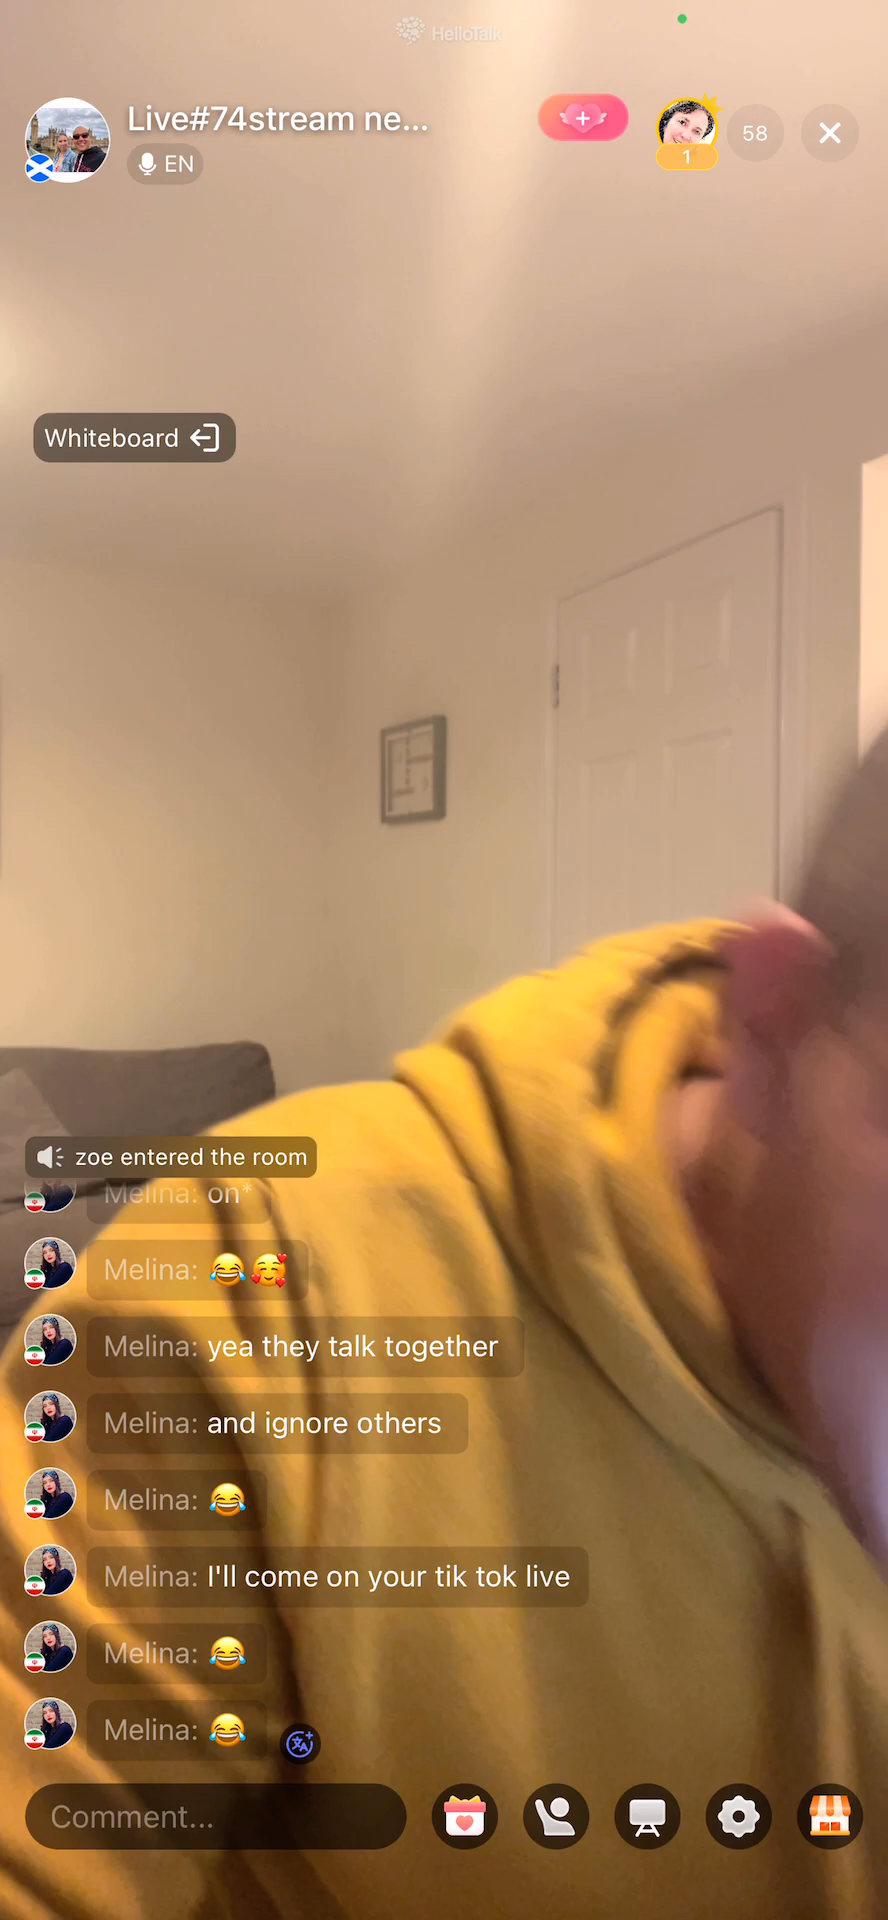 HelloTalk
Live#74stream ne...
EN
1
58
Whiteboard
zoe entered the room
Melina: on*
Melina: 😂🥰
Melina: yea they talk together
Melina: and ignore others
Melina: 😂
Melina: I'll come on your tik tok live
Melina: 😂
Melina: 😂
Comment...